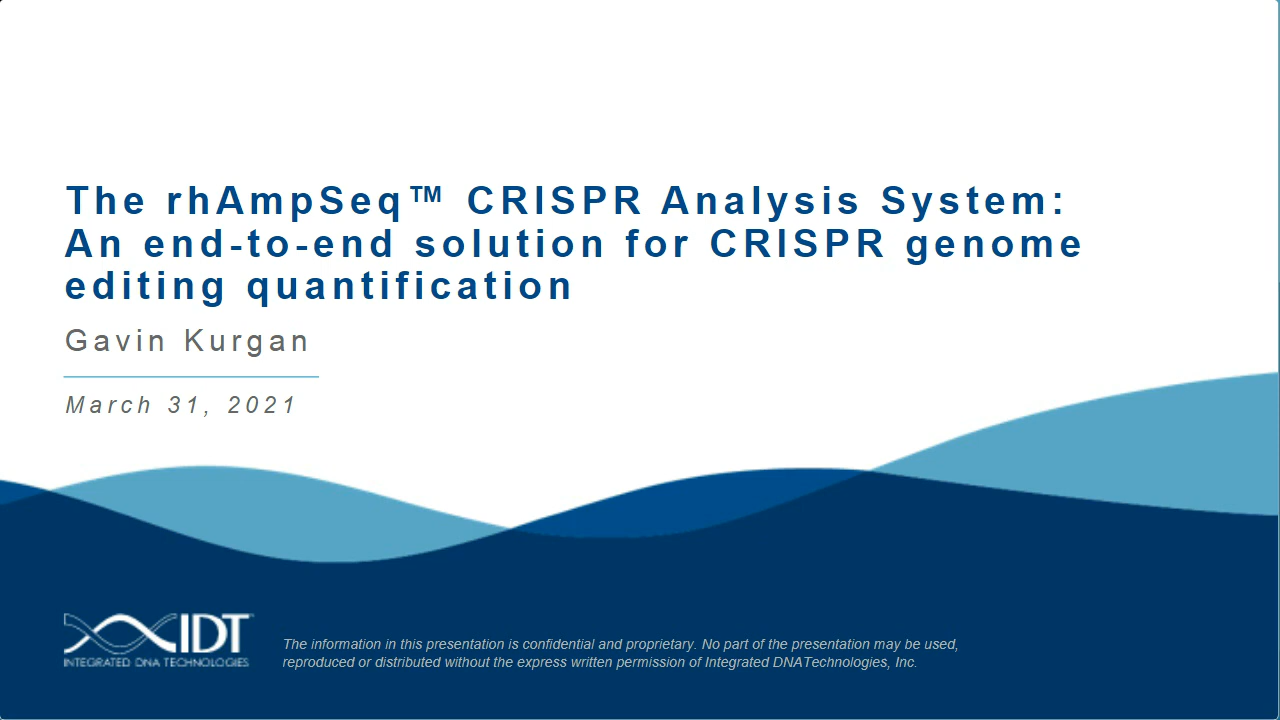 The rhAmpSeq™ CRISPR Analysis System:
An end-to-end solution for CRISPR genome
editing quantification
Gavin Kurgan
March 31, 2021
IDT
INTEGRATED DNA TECHNOLOGIES
The information in this presentation is confidential and proprietary. No part of the presentation may be used,
reproduced or distributed without the express written permission of Integrated DNATechnologies, Inc.